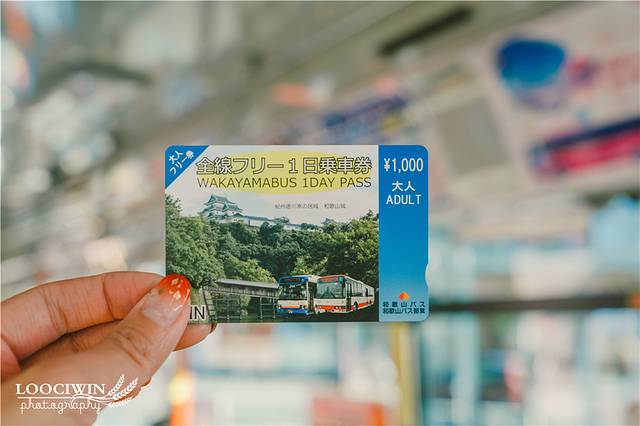 大人
フリー券
全線フリー1日乗車券
WAKAYAMABUS 1DAY PASS
紀州徳川家の居城 和歌山城
¥1,000
大人
ADULT
和歌山バス
和歌山バス那賀
IN
LOOCIWIN
photography